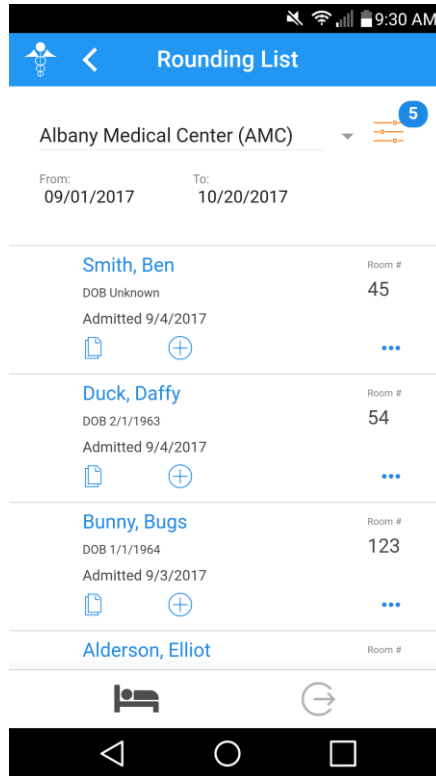 9:30 AM
Rounding List
5
Albany Medical Center (AMC)
From: To:
09/01/2017 10/20/2017
Smith, Ben Room #
DOB Unknown 45
Admitted 9/4/2017
Duck, Daffy Room #
DOB 2/1/1963 54
Admitted 9/4/2017
Bunny, Bugs Room #
DOB 1/1/1964 123
Admitted 9/3/2017
Alderson, Elliot Room #